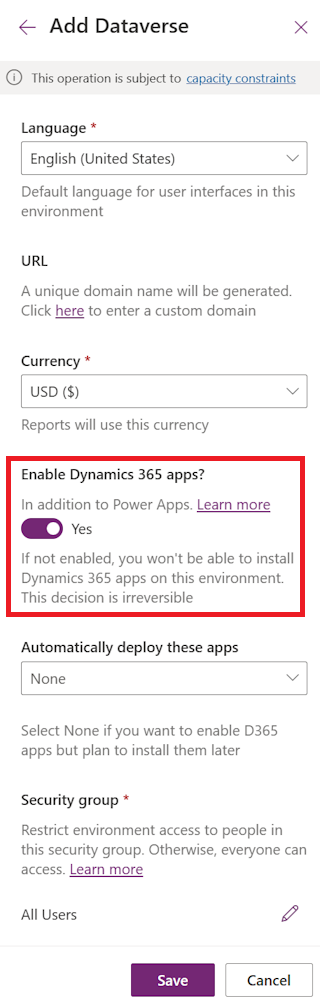 Add Dataverse
This operation is subject to capacity constraints
Language *
English (United States)
Default language for user interfaces in this
environment
URL
A unique domain name will be generated.
Click here to enter a custom domain
Currency *
USD ($)
Reports will use this currency
Enable Dynamics 365 apps?
In addition to Power Apps. Learn more
Yes
If not enabled, you won't be able to install
Dynamics 365 apps on this environment.
This decision is irreversible
Automatically deploy these apps
None
Select None if you want to enable D365
apps but plan to install them later
Security group *
Restrict environment access to people in
this security group. Otherwise, everyone can
access. Learn more
All Users
Save Cancel